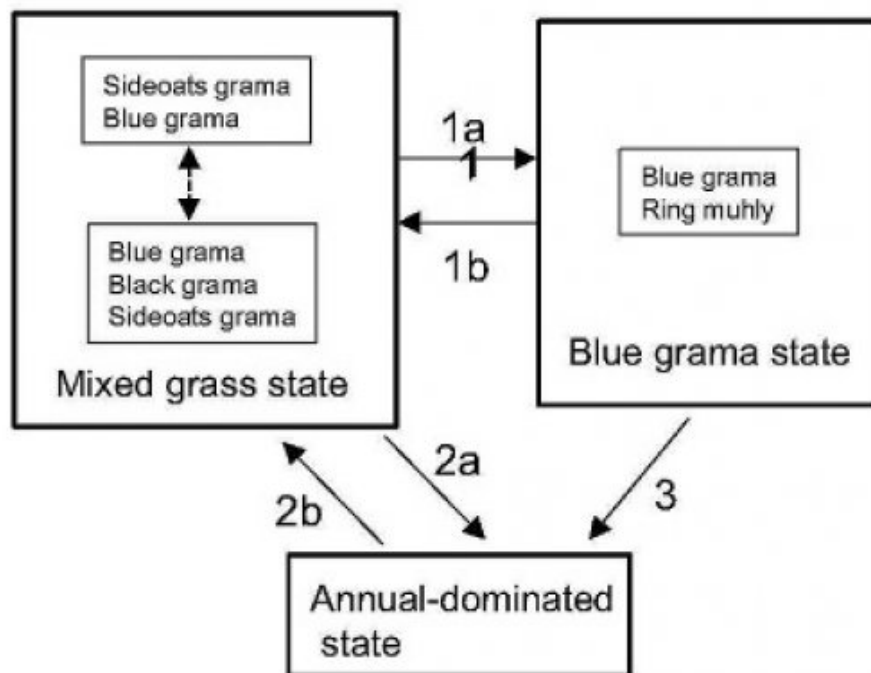 Sideoats grama
Blue grama
Blue grama
Black grama
Sideoats grama
Mixed grass state
1a
1
1b
Blue grama
Ring muhly
Blue grama state
2a
2b
3
Annual-dominated
state